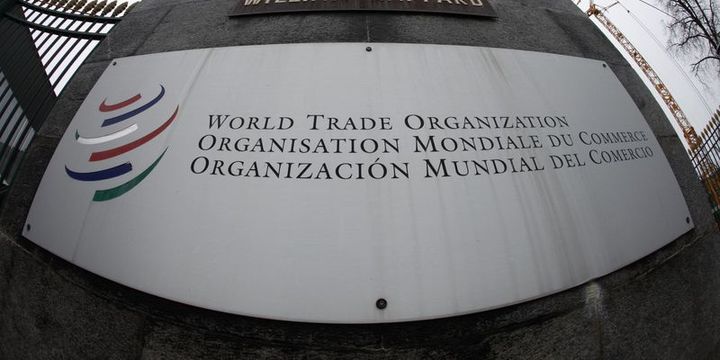 WORLD TRADE ORGANIZATION
ORGANISATION MONDIALE DU COMMERCE
ORGANIZACIÓN MUNDIAL DEL COMERCIO